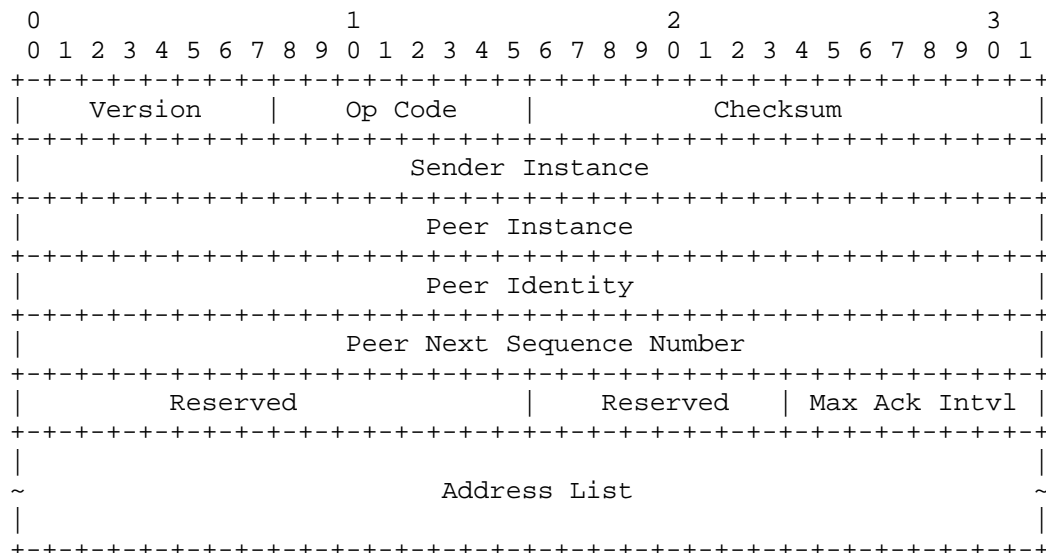 0                   1                   2                   3
 0 1 2 3 4 5 6 7 8 9 0 1 2 3 4 5 6 7 8 9 0 1 2 3 4 5 6 7 8 9 0 1
+-+-+-+-+-+-+-+-+-+-+-+-+-+-+-+-+-+-+-+-+-+-+-+-+-+-+-+-+-+-+-+-+
|    Version    |    Op Code    |           Checksum            |
+-+-+-+-+-+-+-+-+-+-+-+-+-+-+-+-+-+-+-+-+-+-+-+-+-+-+-+-+-+-+-+-+
|                        Sender Instance                        |
+-+-+-+-+-+-+-+-+-+-+-+-+-+-+-+-+-+-+-+-+-+-+-+-+-+-+-+-+-+-+-+-+
|                         Peer Instance                         |
+-+-+-+-+-+-+-+-+-+-+-+-+-+-+-+-+-+-+-+-+-+-+-+-+-+-+-+-+-+-+-+-+
|                         Peer Identity                         |
+-+-+-+-+-+-+-+-+-+-+-+-+-+-+-+-+-+-+-+-+-+-+-+-+-+-+-+-+-+-+-+-+
|                    Peer Next Sequence Number                  |
+-+-+-+-+-+-+-+-+-+-+-+-+-+-+-+-+-+-+-+-+-+-+-+-+-+-+-+-+-+-+-+-+
|         Reserved              |    Reserved   | Max Ack Intvl |
+-+-+-+-+-+-+-+-+-+-+-+-+-+-+-+-+-+-+-+-+-+-+-+-+-+-+-+-+-+-+-+-+
|                                                               |
~                          Address List                         ~
|                                                               |
+-+-+-+-+-+-+-+-+-+-+-+-+-+-+-+-+-+-+-+-+-+-+-+-+-+-+-+-+-+-+-+-+